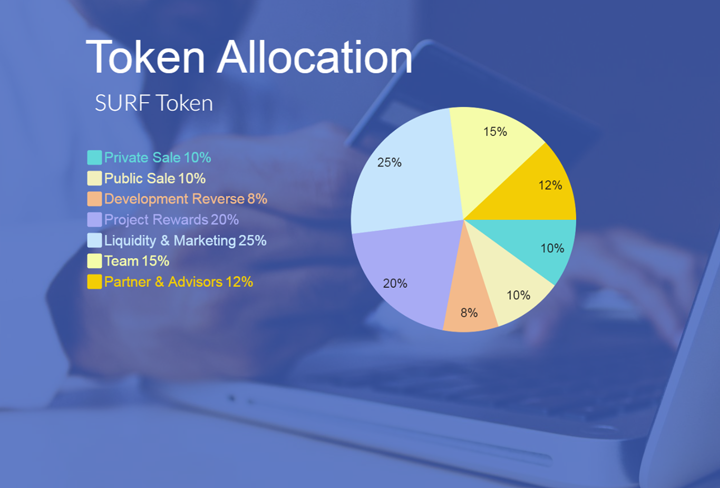 Token Allocation
SURF Token
Private Sale 10%
Public Sale 10%
Development Reverse 8%
Project Rewards 20%
Liquidity & Marketing 25%
Team 15%
Partner & Advisors 12%
15%
25%
12%
10%
20%
10%
8%